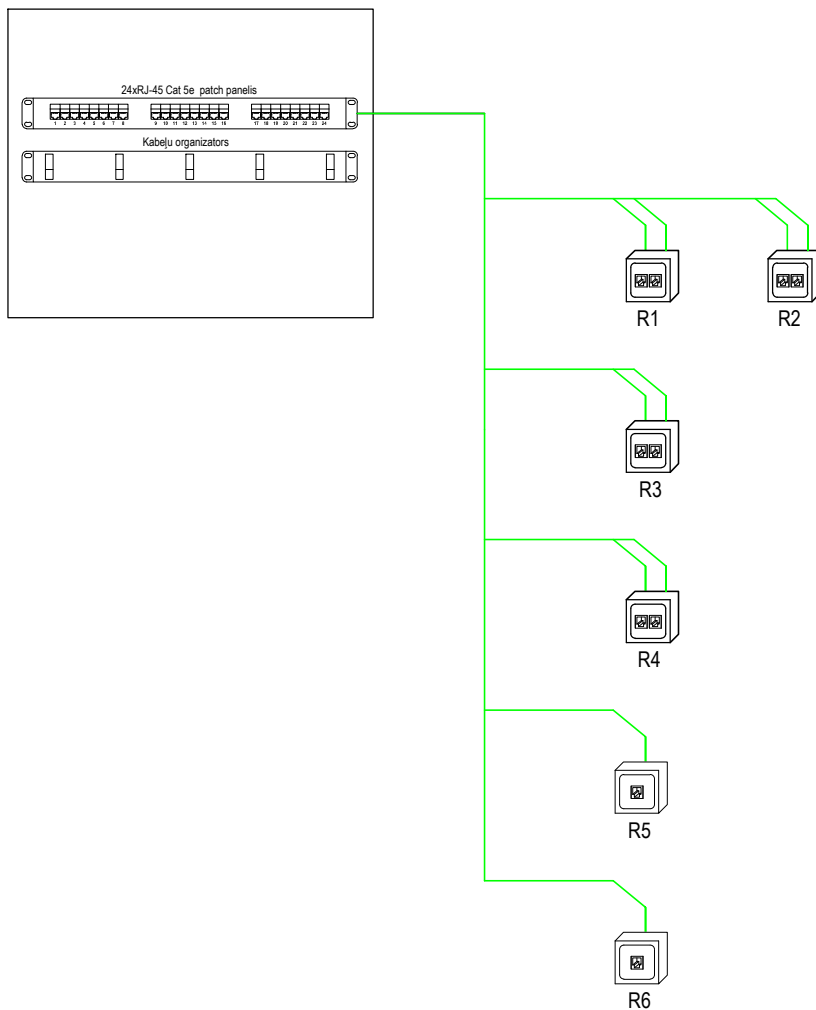 24xRJ-45 Cat 5e patch panelis
1 2 3 4 5 6 7 8 9 10 11 12 13 14 15 16 17 18 19 20 21 22 23 24
Kabeļu organizators
R1 R2
R3
R4
R5
R6